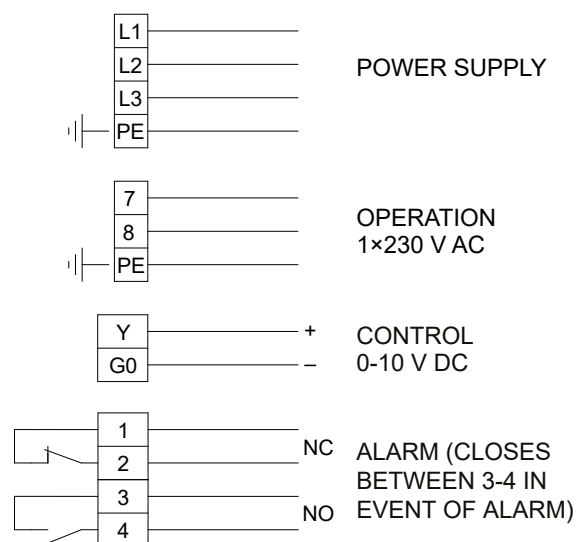 L1
L2
L3
PE
POWER SUPPLY
7
8
PE
OPERATION
1×230 V AC
Y +
G0 –
CONTROL
0-10 V DC
1
2
NC
3
4
NO
ALARM (CLOSES
BETWEEN 3-4 IN
EVENT OF ALARM)